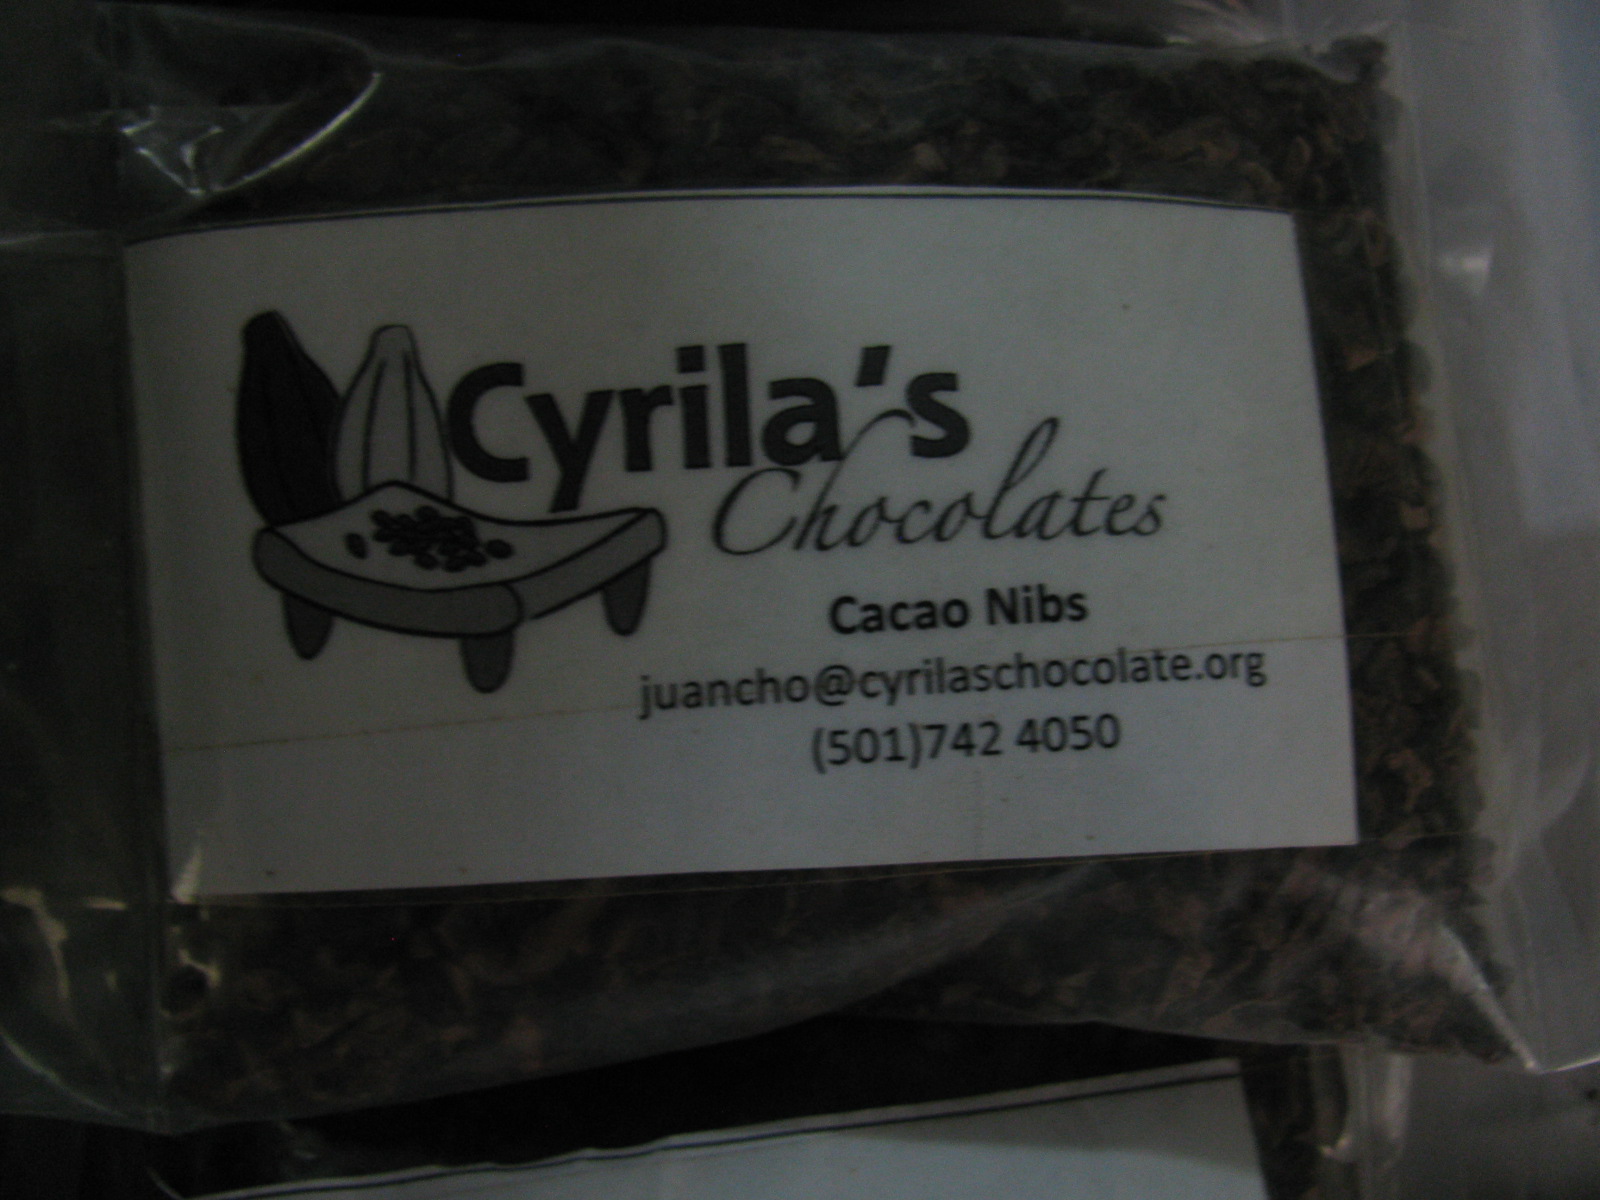 Cyrila's
Chocolates
Cacao Nibs
juancho@cyrilaschocolate.org
(501)742 4050